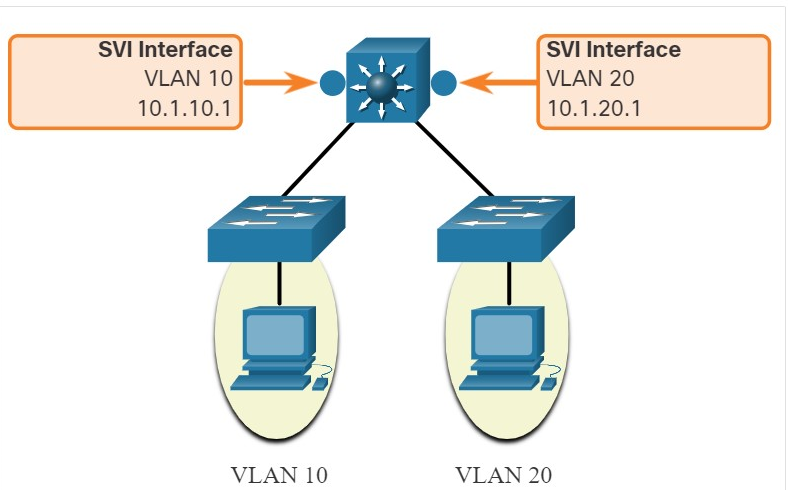 SVI Interface
VLAN 10
10.1.10.1
SVI Interface
VLAN 20
10.1.20.1
VLAN 10
VLAN 20